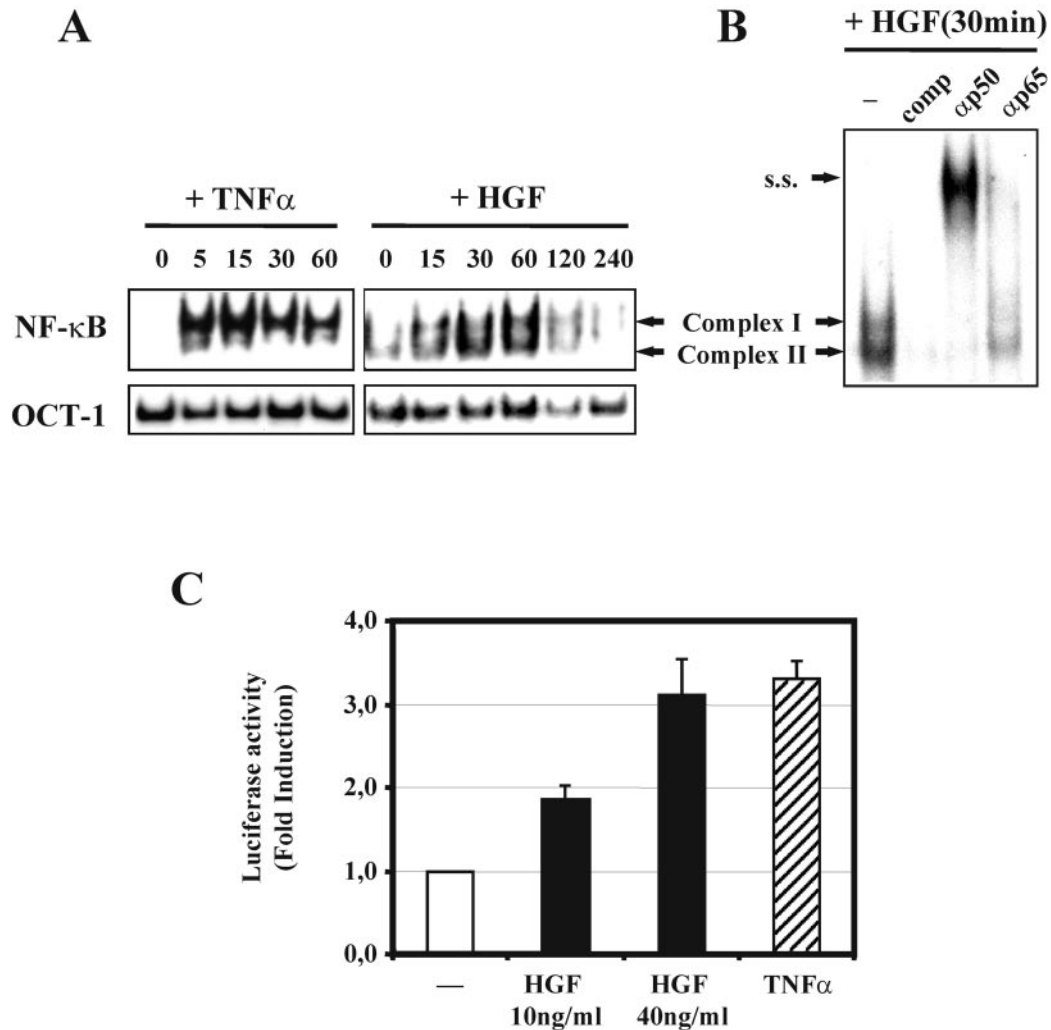 A
+ TNFα
+ HGF
0 5 15 30 60
0 15 30 60 120 240
NF-κB
OCT-1
Complex I
Complex II
B
+ HGF(30min)
– comp αp50 αp65
s.s.
C
Luciferase activity
(Fold Induction)
4,0
3,0
2,0
1,0
0,0
—
HGF
10ng/ml
HGF
40ng/ml
TNFα